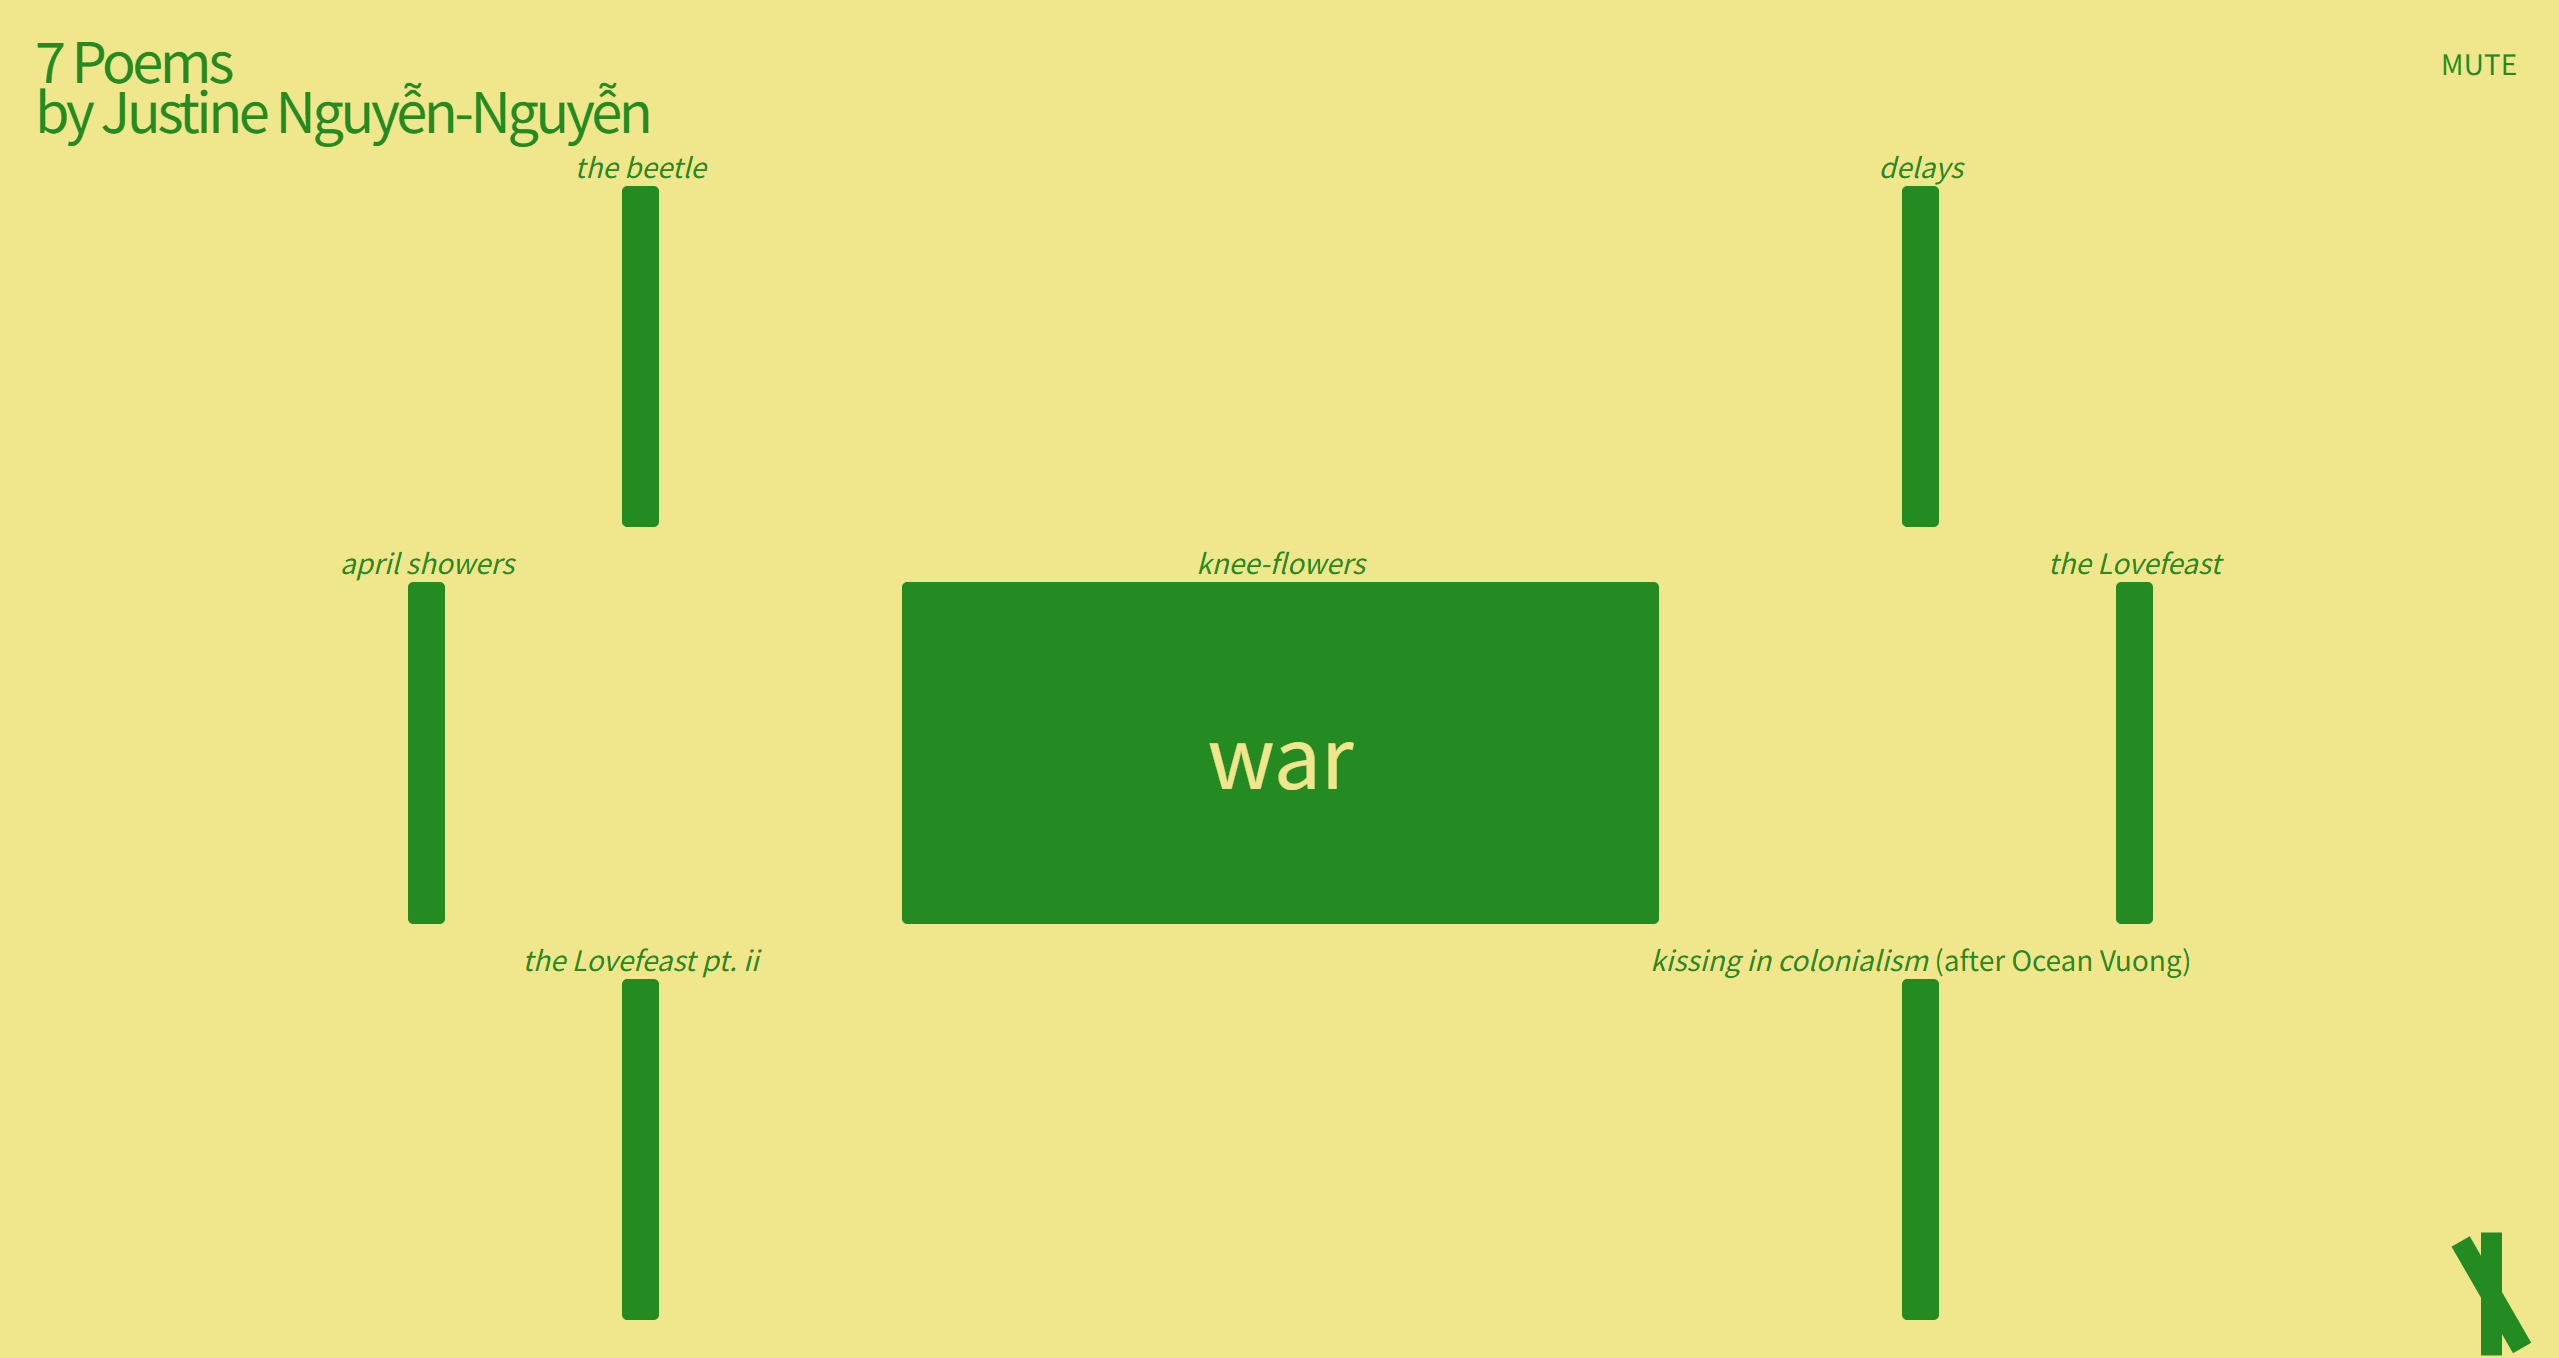 7 Poems
by Justine Nguyễn-Nguyễn
MUTE
the beetle
delays
april showers
knee-flowers
the Lovefeast
war
the Lovefeast pt. ii
kissing in colonialism (after Ocean Vuong)